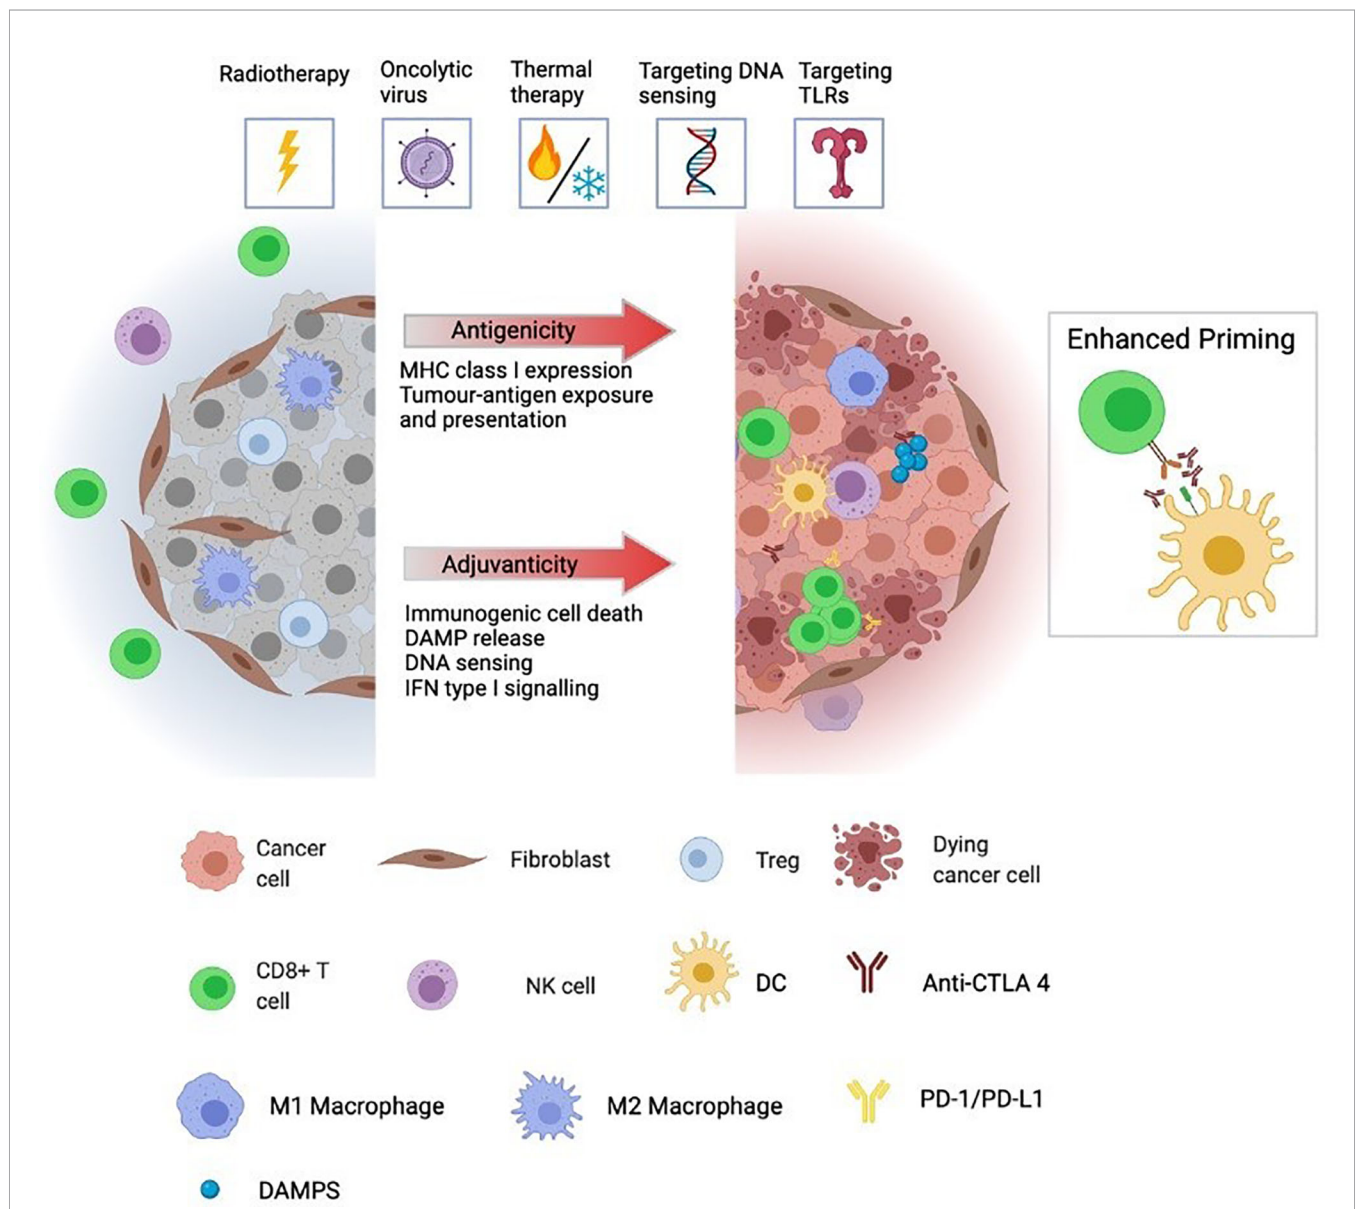 Radiotherapy
Oncolytic
virus
Thermal
therapy
Targeting DNA
sensing
Targeting
TLRs
Antigenicity
MHC class I expression
Tumour-antigen exposure
and presentation
Adjuvanticity
Immunogenic cell death
DAMP release
DNA sensing
IFN type I signalling
Enhanced Priming
Cancer
cell
Fibroblast
Treg
Dying
cancer cell
CD8+ T
cell
NK cell
DC
Anti-CTLA 4
M1 Macrophage
M2 Macrophage
PD-1/PD-L1
DAMPS